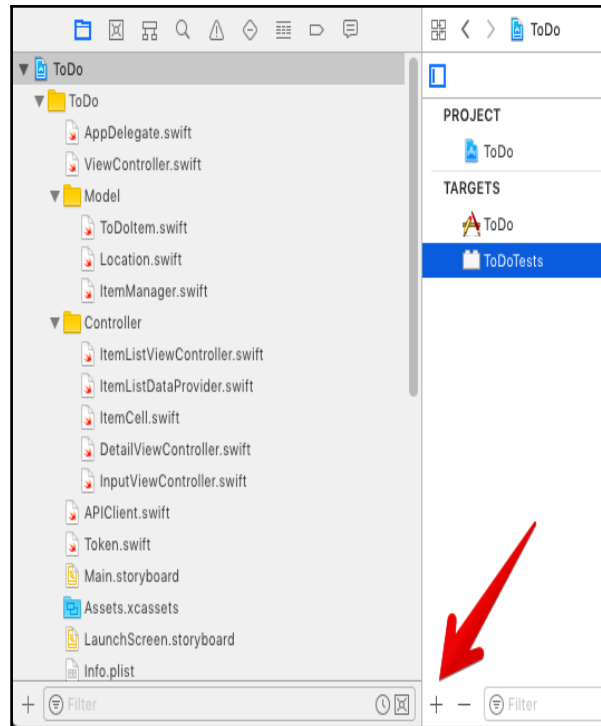 ToDo
ToDo
AppDelegate.swift
ViewController.swift
Model
ToDoItem.swift
Location.swift
ItemManager.swift
Controller
ItemListViewController.swift
ItemListDataProvider.swift
ItemCell.swift
DetailViewController.swift
InputViewController.swift
APIClient.swift
Token.swift
Main.storyboard
Assets.xcassets
LaunchScreen.storyboard
Info.plist
Filter
ToDo
PROJECT
ToDo
TARGETS
ToDo
ToDoTests
Filter